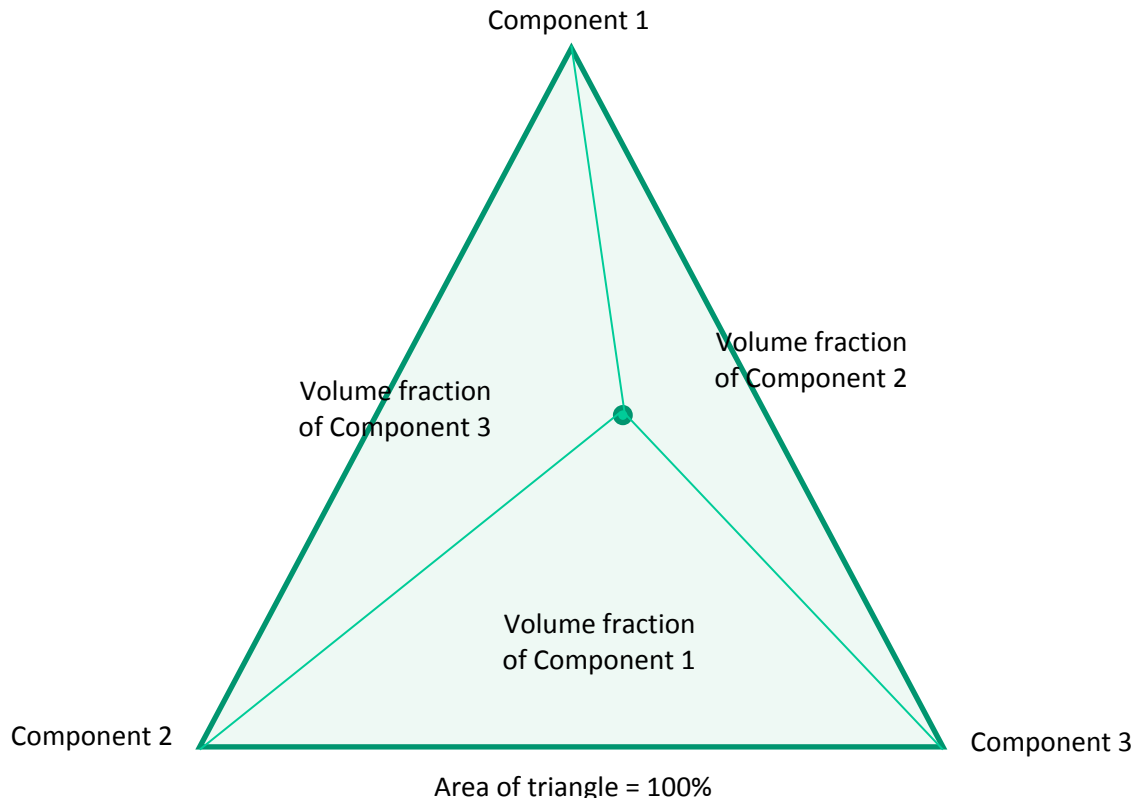 Component 1
Volume fraction
of Component 2
Volume fraction
of Component 3
Volume fraction
of Component 1
Component 2
Component 3
Area of triangle = 100%